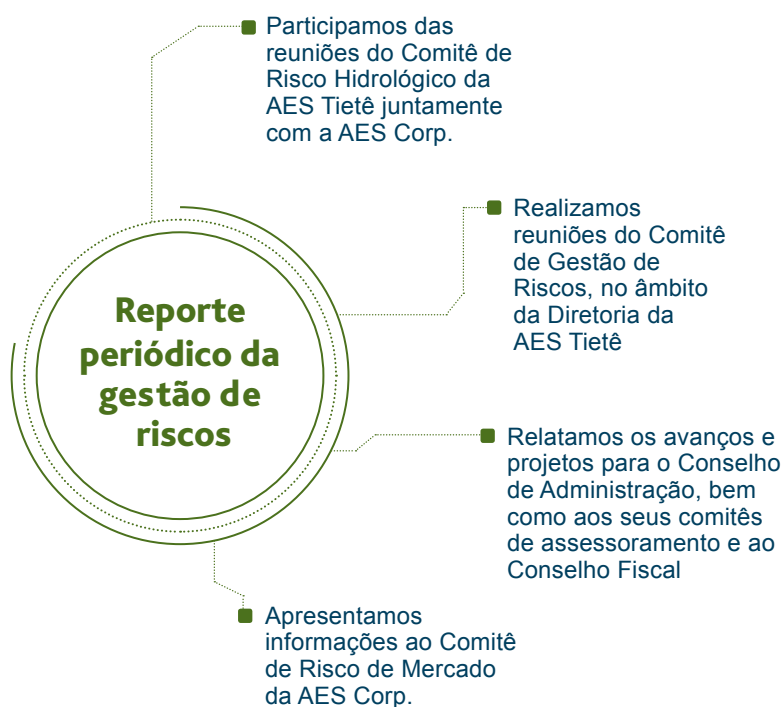 Participamos das
reuniões do Comitê de
Risco Hidrológico da
AES Tietê juntamente
com a AES Corp.
Realizamos
reuniões do Comitê
de Gestão de
Riscos, no âmbito
da Diretoria da
AES Tietê
Reporte
periódico da
gestão de
riscos
Relatamos os avanços e
projetos para o Conselho
de Administração, bem
como aos seus comitês
de assessoramento e ao
Conselho Fiscal
Apresentamos
informações ao Comitê
de Risco de Mercado
da AES Corp.